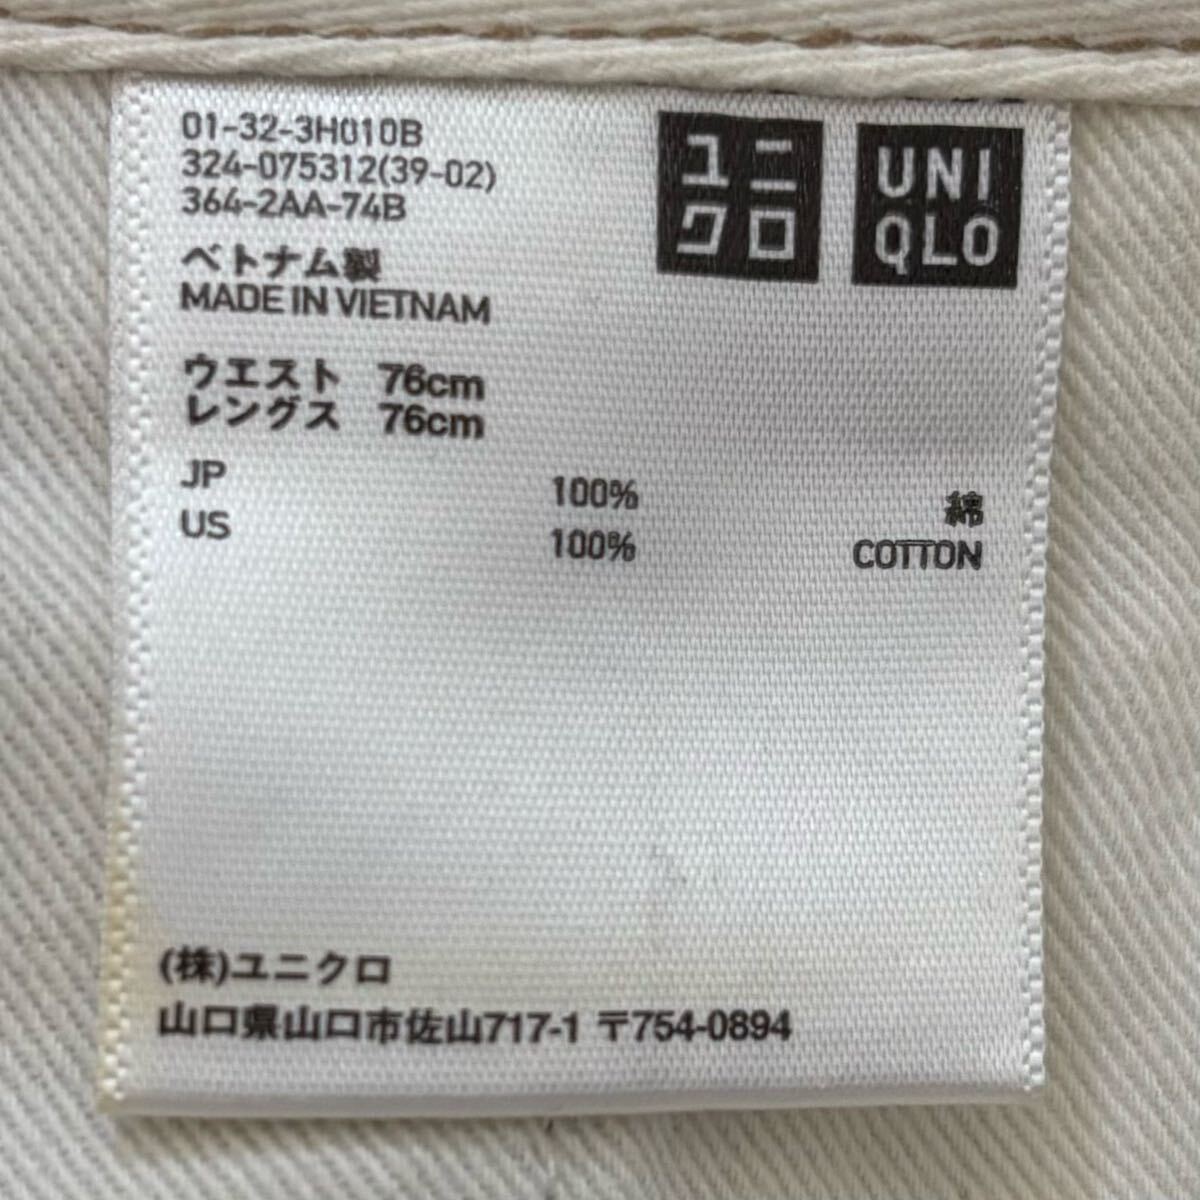 01-32-3H010B
324-075312(39-02)
364-2AA-74B
ユニ
クロ
UNI
QLO
ベトナム製
MADE IN VIETNAM
ウエスト 76cm
レングス 76cm
JP 100% 綿
US 100% COTTON
(株)ユニクロ
山口県山口市佐山717-1 〒754-0894